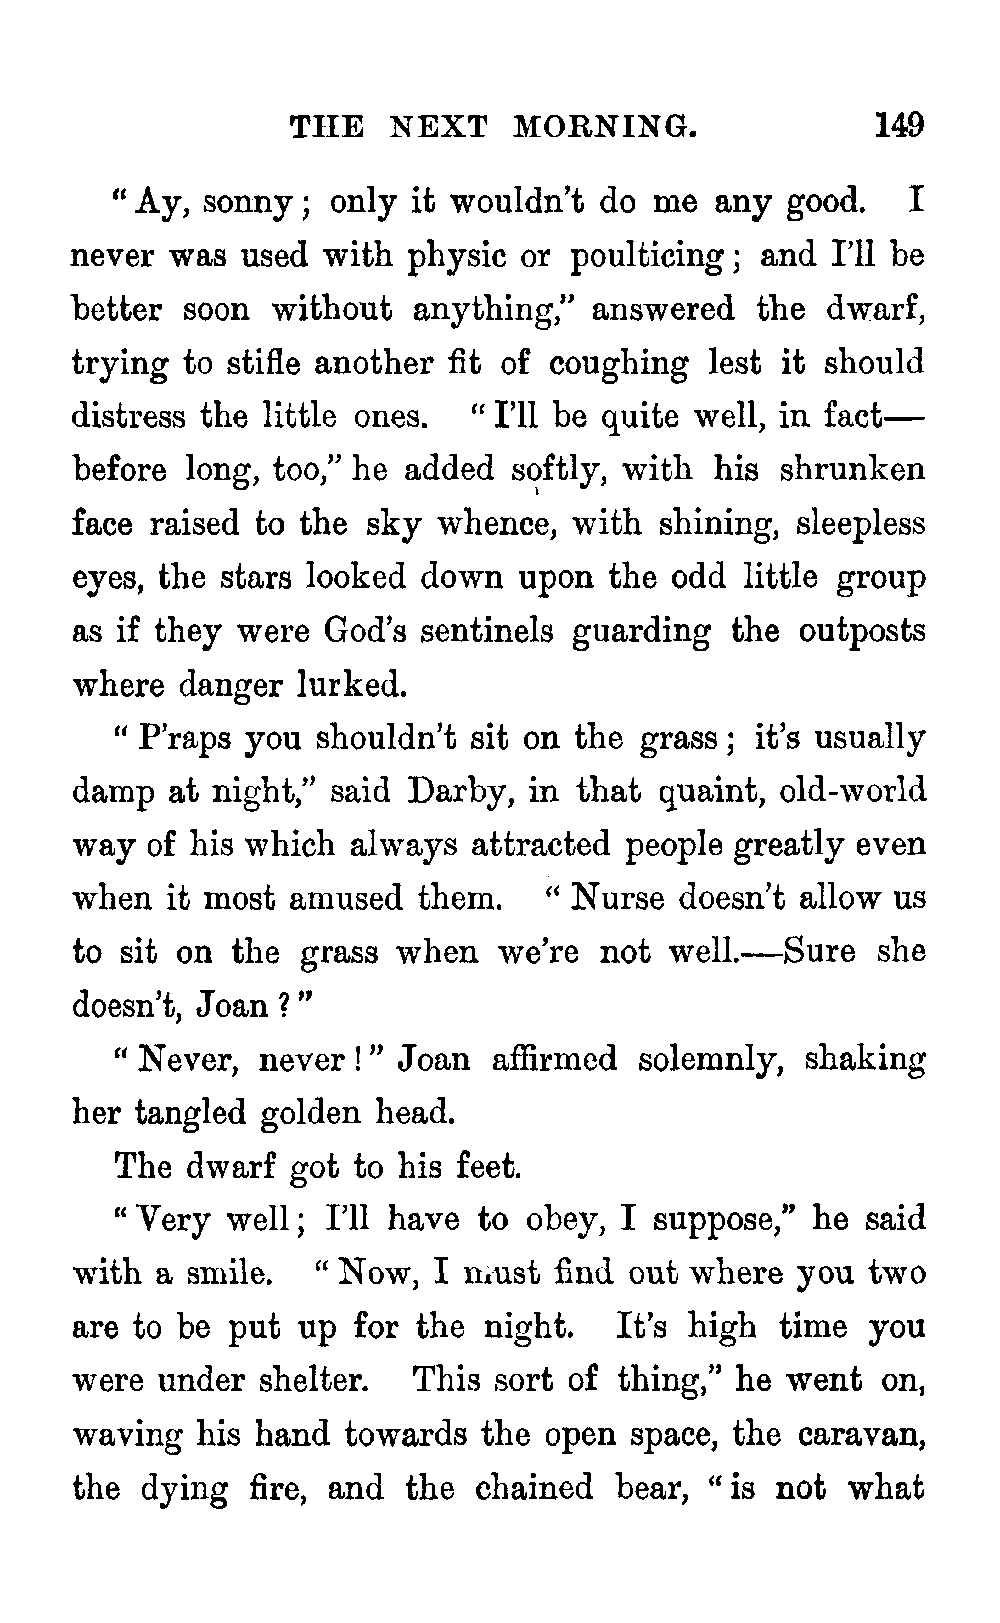 THE NEXT MORNING. 149
“Ay, sonny; only it wouldn’t do me any good. I
never was used with physic or poulticing; and I’ll be
better soon without anything,” answered the dwarf,
trying to stifle another fit of coughing lest it should
distress the little ones. “I’ll be quite well, in fact—
before long, too,” he added softly, with his shrunken
face raised to the sky whence, with shining, sleepless
eyes, the stars looked down upon the odd little group
as if they were God’s sentinels guarding the outposts
where danger lurked.
“P’raps you shouldn’t sit on the grass; it’s usually
damp at night,” said Darby, in that quaint, old-world
way of his which always attracted people greatly even
when it most amused them. “Nurse doesn’t allow us
to sit on the grass when we’re not well.—Sure she
doesn’t, Joan?”
“Never, never!” Joan affirmed solemnly, shaking
her tangled golden head.
The dwarf got to his feet.
“Very well; I’ll have to obey, I suppose,” he said
with a smile. “Now, I must find out where you two
are to be put up for the night. It’s high time you
were under shelter. This sort of thing,” he went on,
waving his hand towards the open space, the caravan,
the dying fire, and the chained bear, “is not what